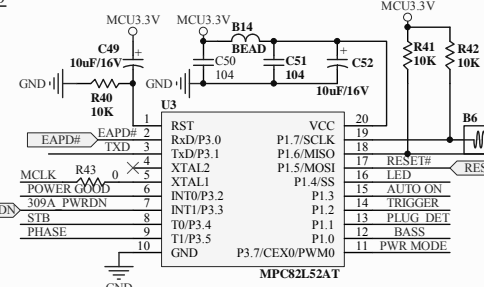 MCU3.3V
MCU3.3V
MCU3.3V
C49
10uF/16V
GND
R40
10K
B14
BEAD
C50
104
C51
104
C52
10uF/16V
GND
R41
10K
R42
10K
B6
U3
1 RST VCC 20
EAPD# EAPD# 2 RxD/P3.0 P1.7/SCLK 19
TXD 3 TxD/P3.1 P1.6/MISO 18
4 XTAL2 P1.5/MOSI 17 RESET#
MCLK R43 0 5 XTAL1 P1.4/SS 16 LED
POWER GOOD 6 INT0/P3.2 P1.3 15 AUTO ON
309A PWRDN 7 INT1/P3.3 P1.2 14 TRIGGER
STB 8 T0/P3.4 P1.1 13 PLUG DET
PHASE 9 T1/P3.5 P1.0 12 BASS
10 GND P3.7/CEX0/PWM0 11 PWR MODE
MPC82L52AT
GND